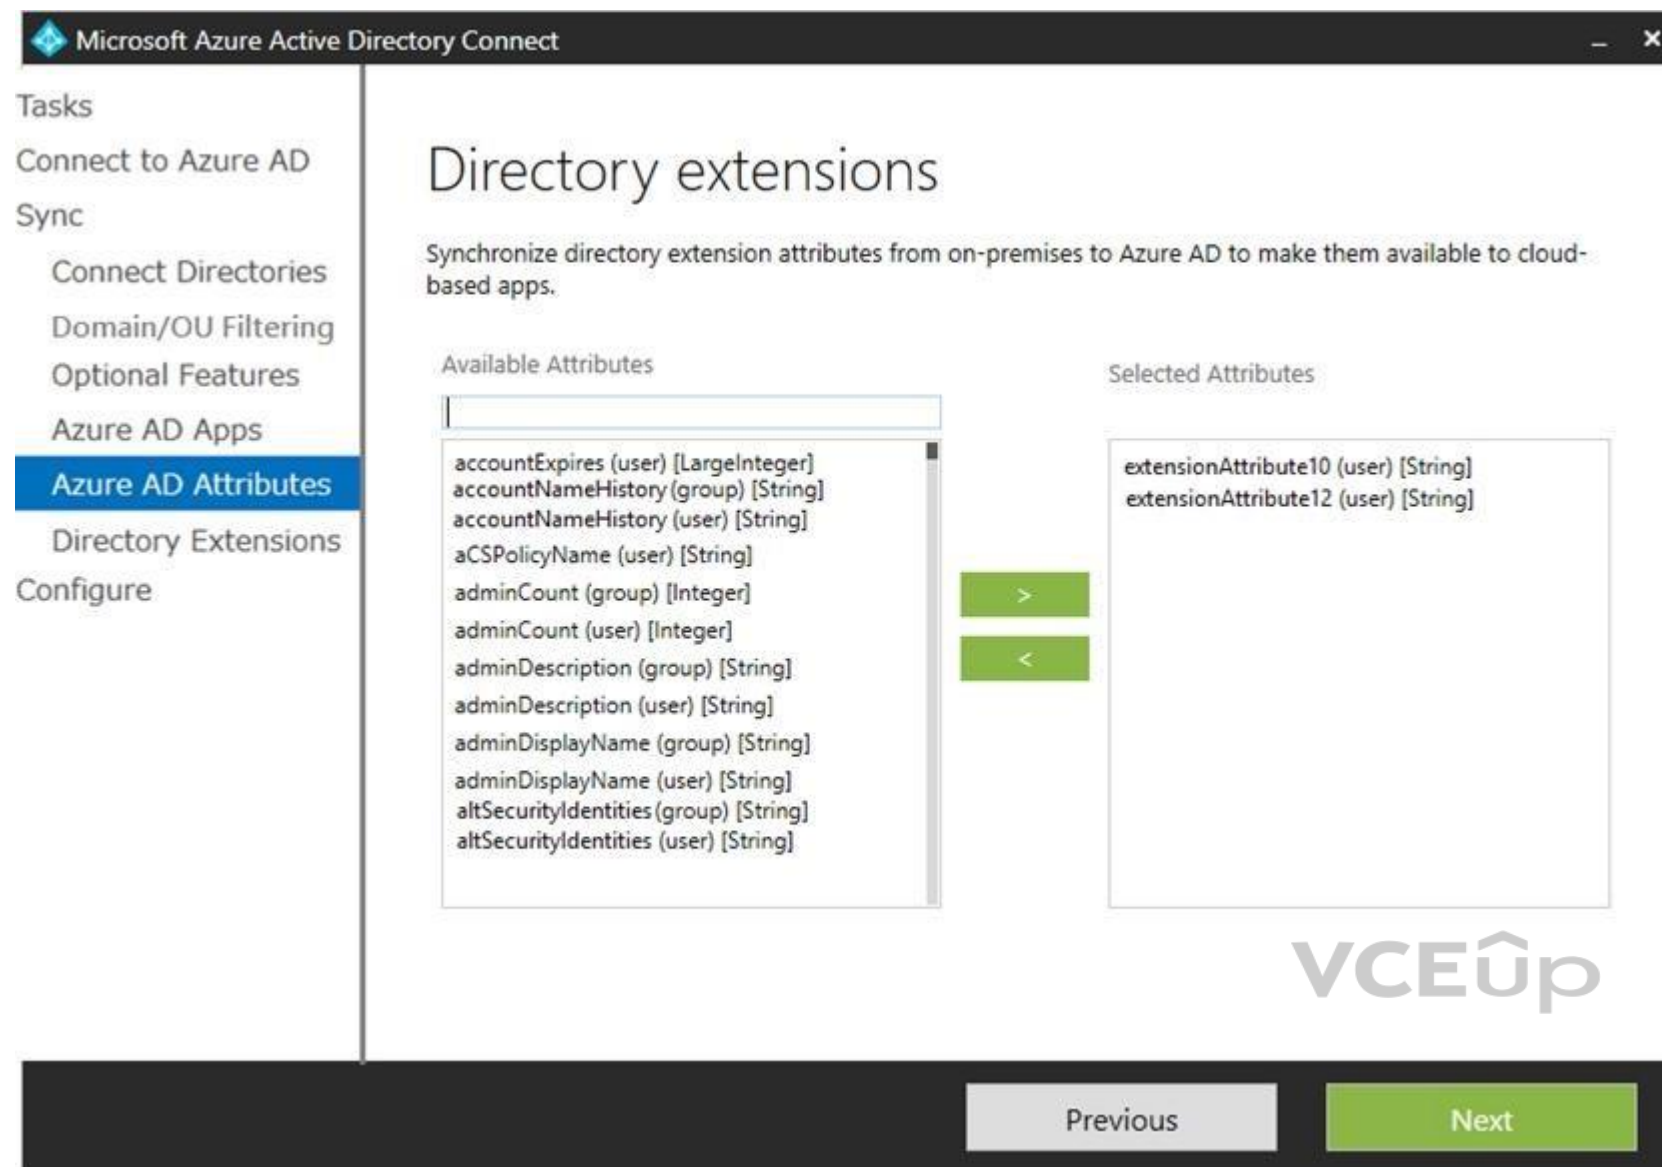 Microsoft Azure Active Directory Connect
Tasks
Connect to Azure AD
Sync
Connect Directories
Domain/OU Filtering
Optional Features
Azure AD Apps
Azure AD Attributes
Directory Extensions
Configure
Directory extensions
Synchronize directory extension attributes from on-premises to Azure AD to make them available to cloud-
based apps.
Available Attributes
accountExpires (user) [LargeInteger]
accountNameHistory (group) [String]
accountNameHistory (user) [String]
aCSPolicyName (user) [String]
adminCount (group) [Integer]
adminCount (user) [Integer]
adminDescription (group) [String]
adminDescription (user) [String]
adminDisplayName (group) [String]
adminDisplayName (user) [String]
altSecurityIdentities (group) [String]
altSecurityIdentities (user) [String]
>
<
Selected Attributes
extensionAttribute10 (user) [String]
extensionAttribute12 (user) [String]
VCEûp
Previous
Next